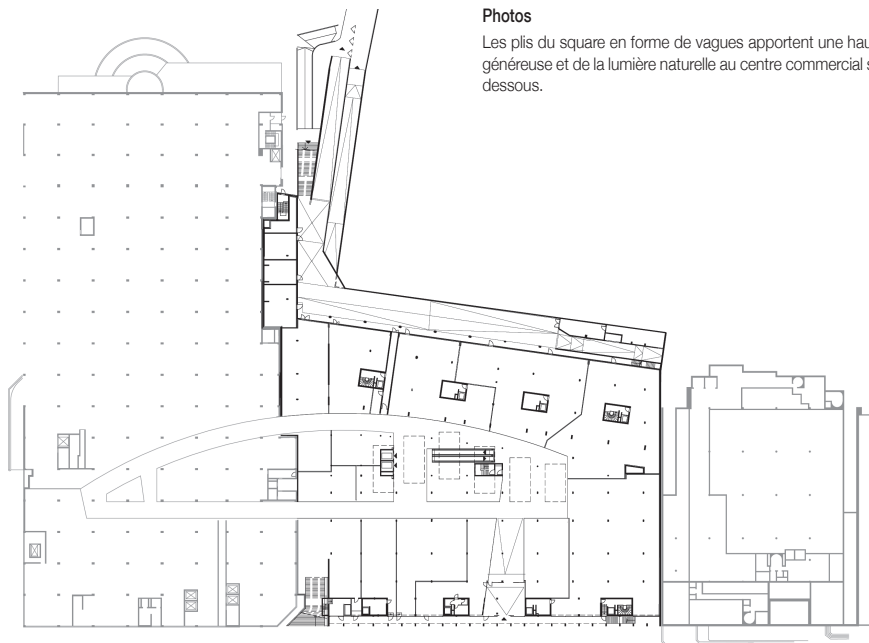 Photos
Les plis du square en forme de vagues apportent une
généreuse et de la lumière naturelle au centre commercial
dessous.